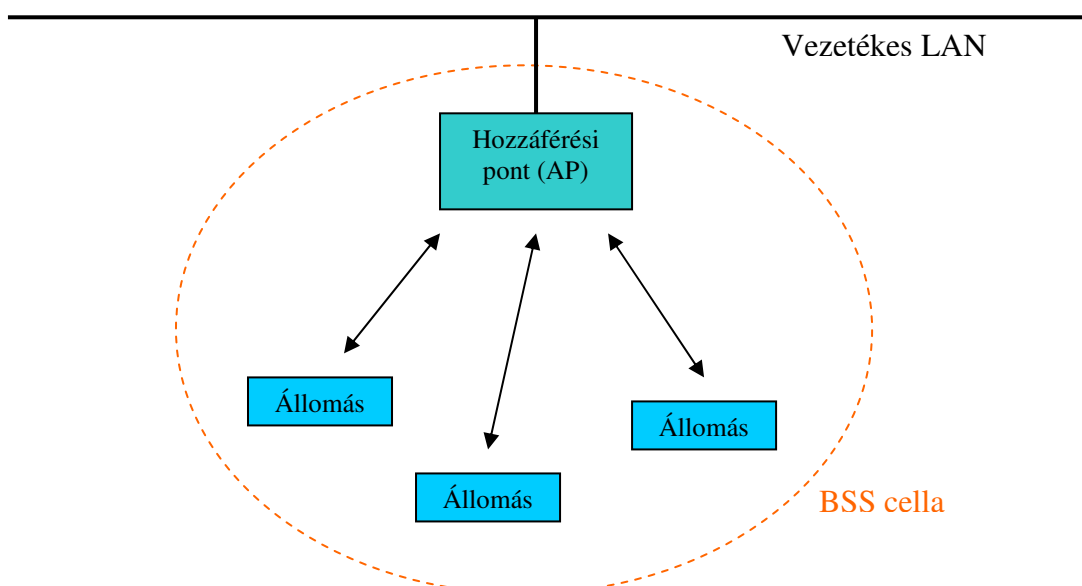 Vezetékes LAN
Hozzáférési
pont (AP)
Állomás
Állomás
Állomás
BSS cella